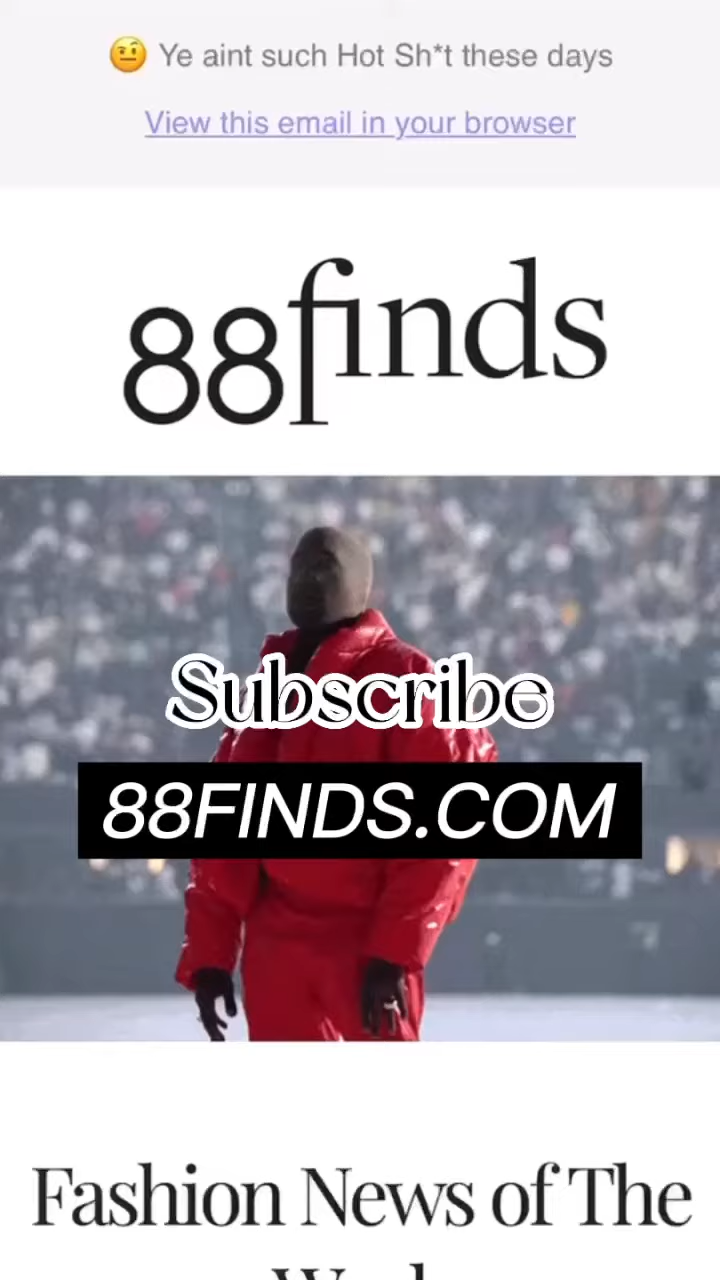 🤨 Ye aint such Hot Sh*t these days
View this email in your browser
88finds
Subscribe
88FINDS.COM
Fashion News of The